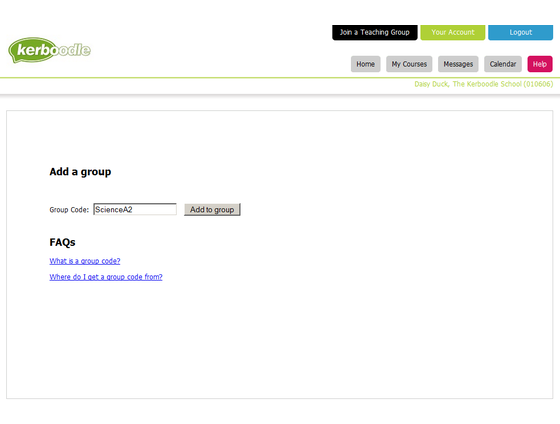 Join a Teaching Group
Your Account
Logout
kerboodle
Home
My Courses
Messages
Calendar
Help
Daisy Duck, The Kerboodle School (010606)
Add a group
Group Code: ScienceA2 Add to group
FAQs
What is a group code?
Where do I get a group code from?